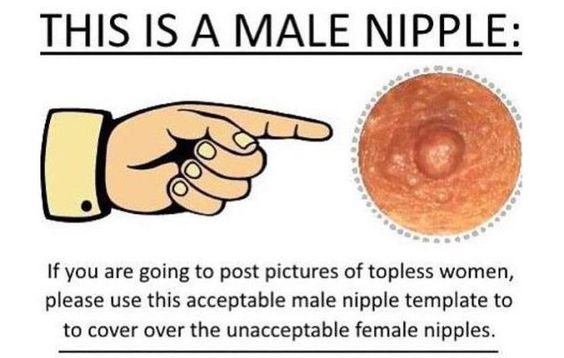 THIS IS A MALE NIPPLE:
If you are going to post pictures of topless women,
please use this acceptable male nipple template to
to cover over the unacceptable female nipples.